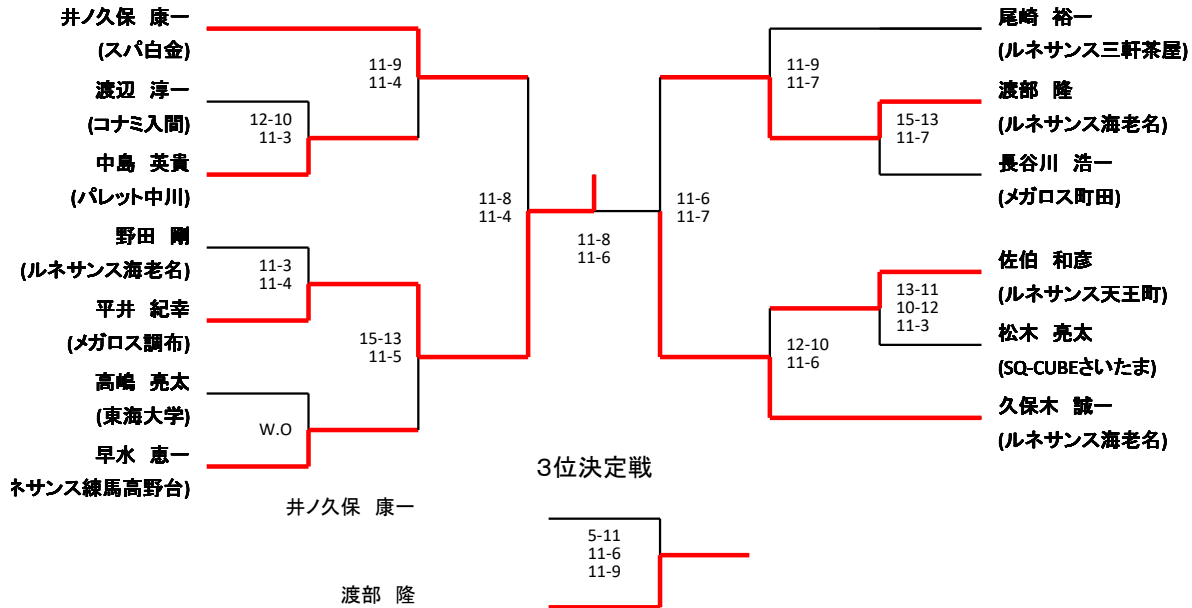 井ノ久保　康一
(スパ白金)
渡辺　淳一
(コナミ入間)
中島　英貴
(パレット中川)
野田　剛
(ルネサンス海老名)
平井　紀幸
(メガロス調布)
高嶋　亮太
(東海大学)
早水　恵一
ネサンス練馬高野台)
11-9
11-4
12-10
11-3
11-3
11-4
15-13
11-5
W.O
11-8
11-4
11-8
11-6
11-6
11-7
11-9
11-7
15-13
11-7
13-11
10-12
11-3
12-10
11-6
尾崎　裕一
(ルネサンス三軒茶屋)
渡部　隆
(ルネサンス海老名)
長谷川　浩一
(メガロス町田)
佐伯　和彦
(ルネサンス天王町)
松木　亮太
(SQ-CUBEさいたま)
久保木　誠一
(ルネサンス海老名)
３位決定戦
井ノ久保　康一
5-11
11-6
11-9
渡部　隆